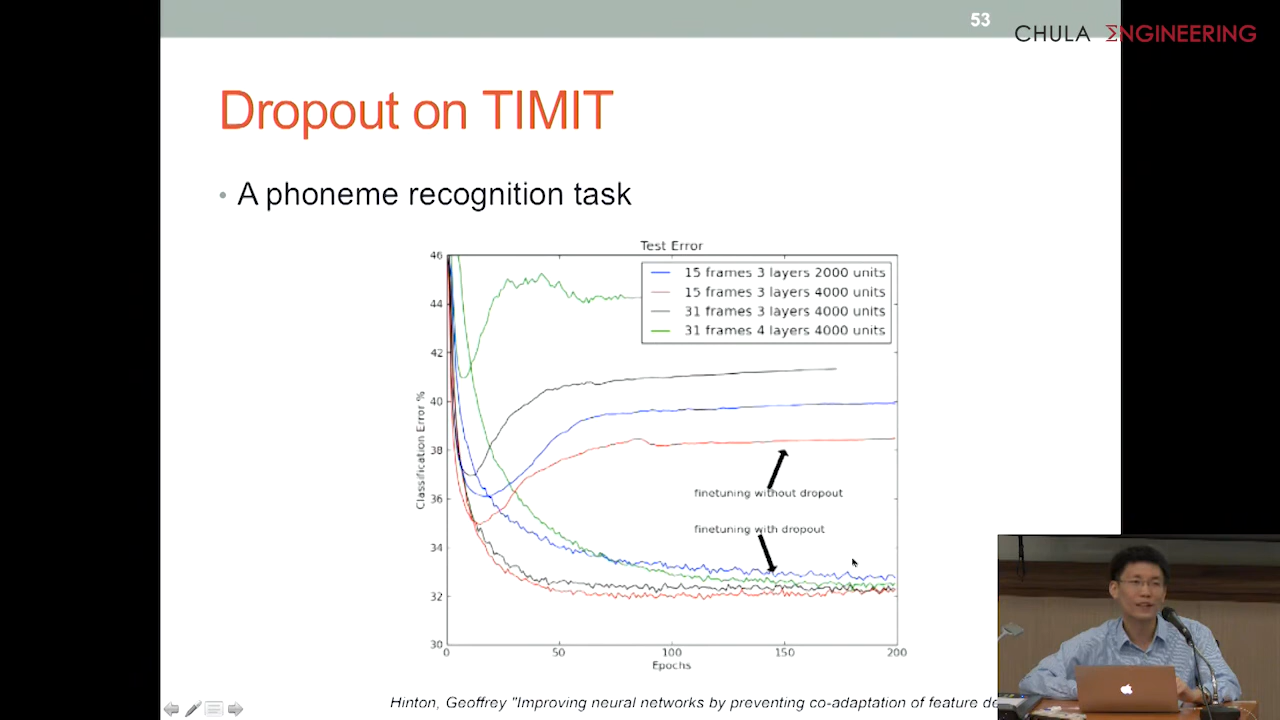 53
CHULA ΣNGINEERING
Dropout on TIMIT
• A phoneme recognition task
Test Error
15 frames 3 layers 2000 units
15 frames 3 layers 4000 units
31 frames 3 layers 4000 units
31 frames 4 layers 4000 units
46
44
42
40
38
36
34
32
30
Classification Error %
finetuning without dropout
finetuning with dropout
0 50 100 150 200
Epochs
Hinton, Geoffrey "Improving neural networks by preventing co-adaptation of feature de